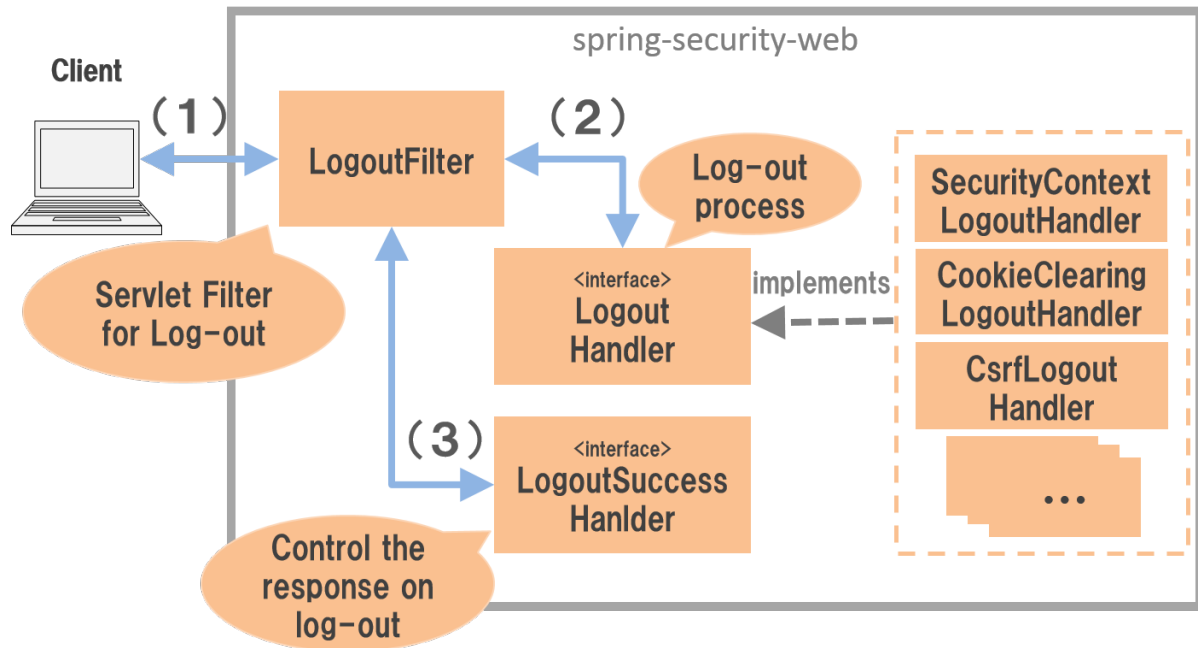 spring-security-web
Client
(1)
(2)
LogoutFilter
Log-out
process
SecurityContext
LogoutHandler
Servlet Filter
for Log-out
<interface>
Logout
Handler
implements
CookieClearing
LogoutHandler
CsrfLogout
Handler
(3)
<interface>
LogoutSuccess
Hanlder
...
Control the
response on
log-out